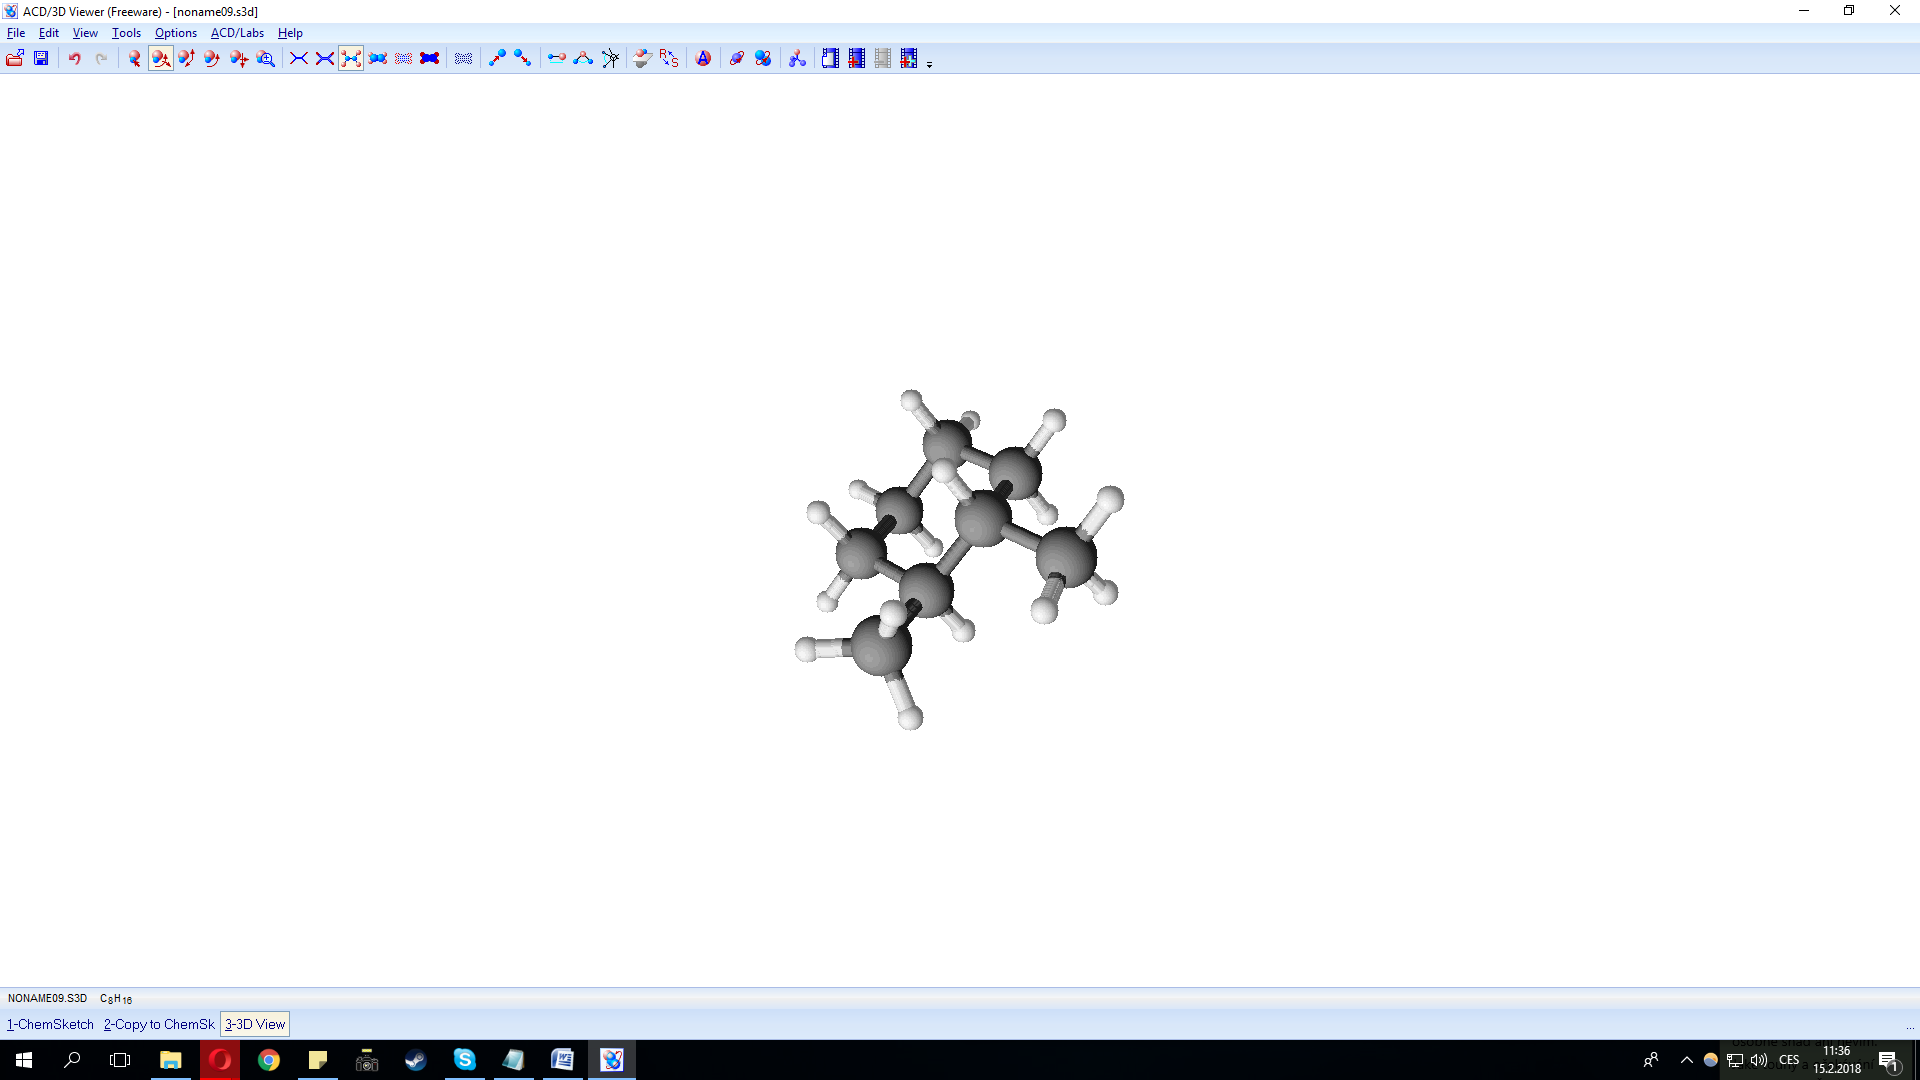 ACD/3D Viewer (Freeware) - [noname09.s3d]
File Edit View Tools Options ACD/Labs Help
NONAME09.S3D C8H16
1-ChemSketch 2-Copy to ChemSk 3-3D View
CES
11:36
15.2.2018
1